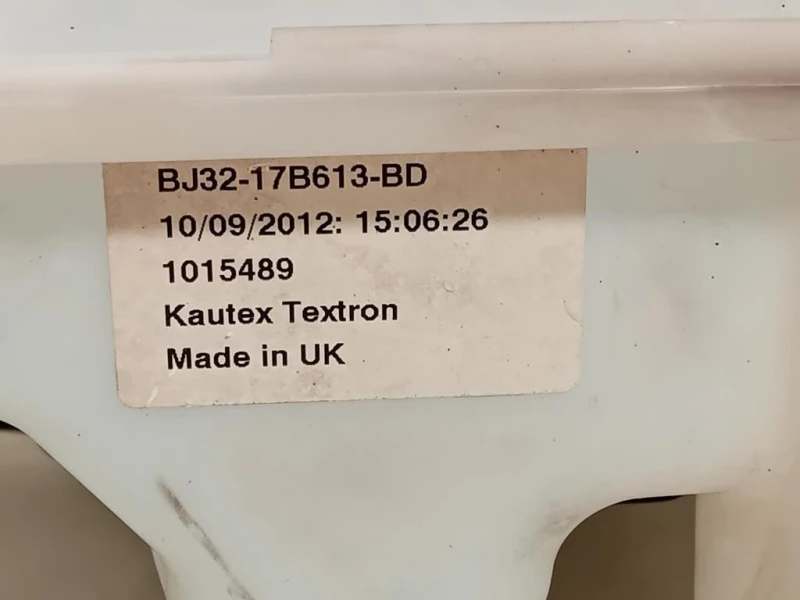 BJ32-17B613-BD
10/09/2012: 15:06:26
1015489
Kautex Textron
Made in UK